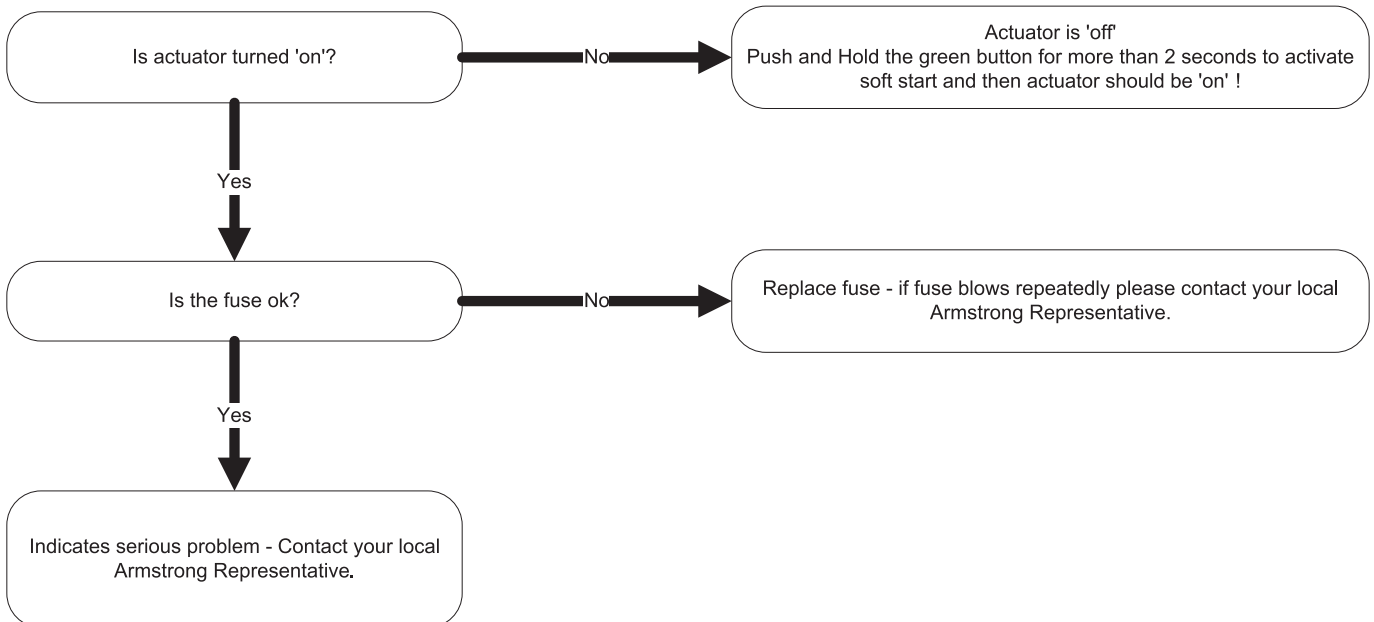 Is actuator turned 'on'?
No
Actuator is 'off'
Push and Hold the green button for more than 2 seconds to activate
soft start and then actuator should be 'on' !
Yes
Is the fuse ok?
No
Replace fuse - if fuse blows repeatedly please contact your local
Armstrong Representative.
Yes
Indicates serious problem - Contact your local
Armstrong Representative.